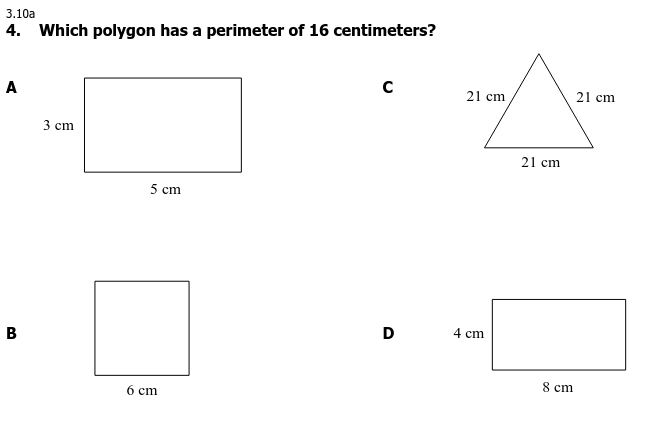 3.10a
4. Which polygon has a perimeter of 16 centimeters?
A
3 cm
5 cm
C
21 cm
21 cm
21 cm
B
6 cm
D
4 cm
8 cm